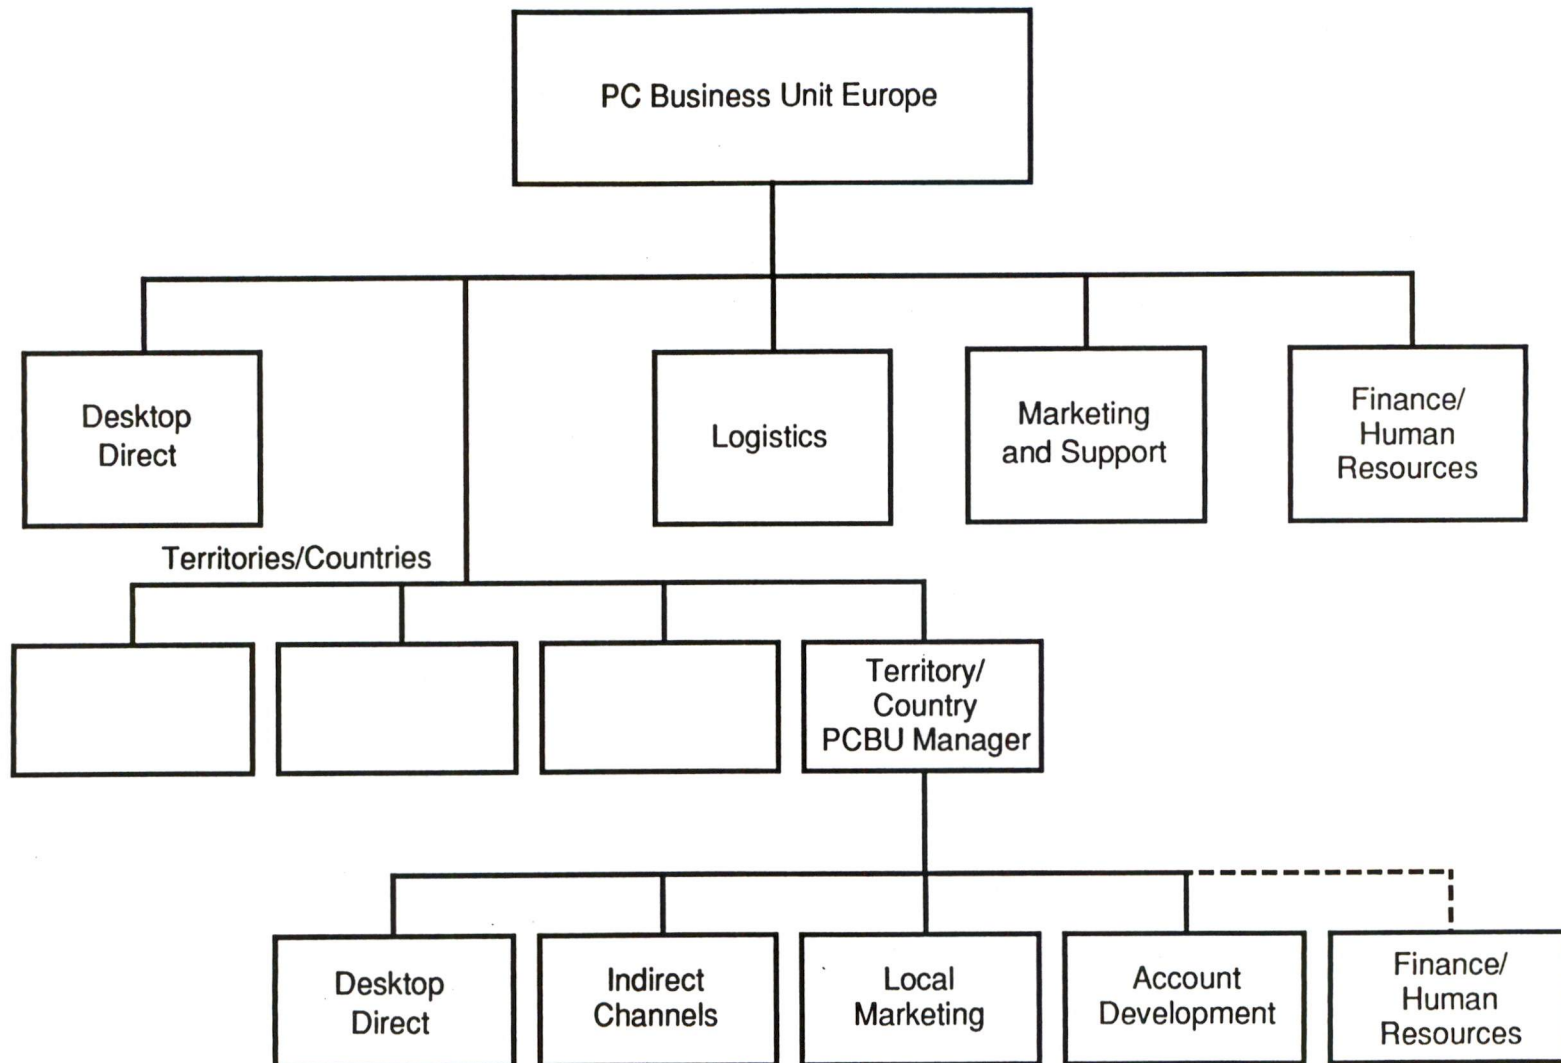 PC Business Unit Europe
Desktop
Direct
Logistics
Marketing
and Support
Finance/
Human
Resources
Territories/Countries
Territory/
Country
PCBU Manager
Desktop
Direct
Indirect
Channels
Local
Marketing
Account
Development
Finance/
Human
Resources